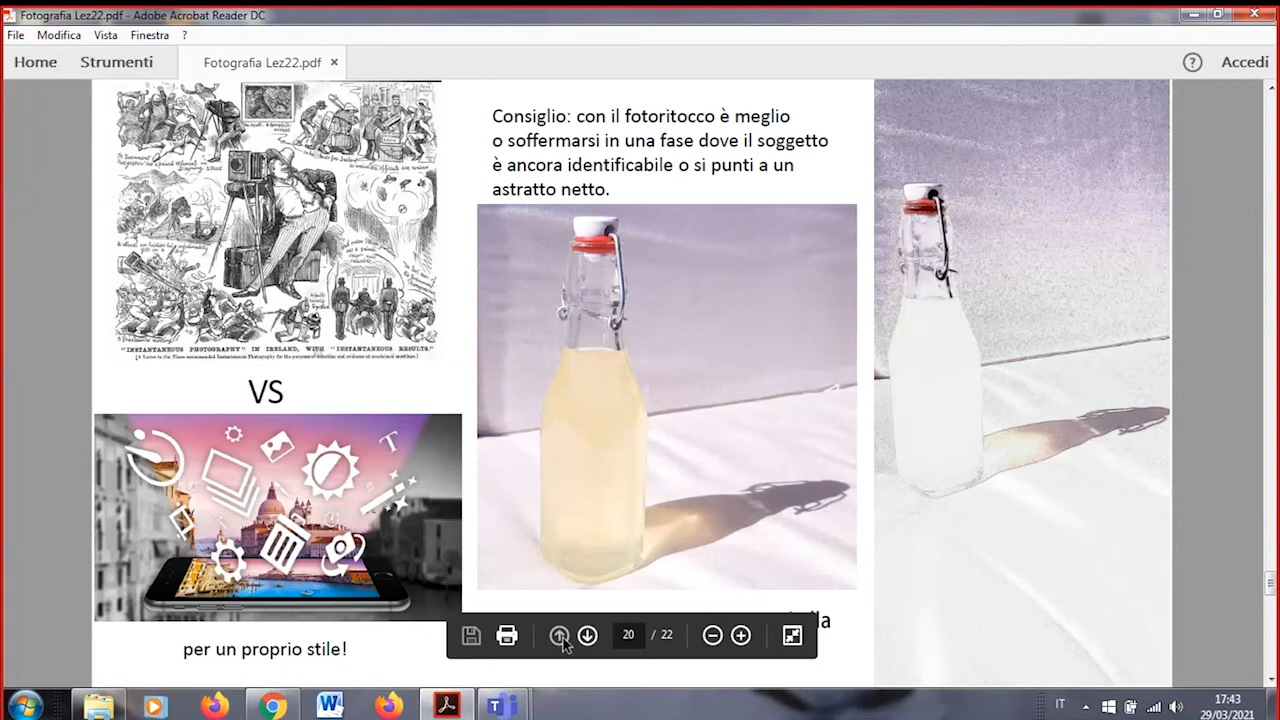 Fotografia Lez22.pdf - Adobe Acrobat Reader DC
File Modifica Vista Finestra ?
Home Strumenti Fotografia Lez22.pdf × Accedi
Consiglio: con il fotoritocco è meglio
o soffermarsi in una fase dove il soggetto
è ancora identificabile o si punti a un
astratto netto.
"INSTANTANEOUS PHOTOGRAPHY" IN IRELAND, WITH "INSTANTANEOUS RESULTS."
VS
T
per un proprio stile!
20 / 22
IT
17:43
29/03/2021